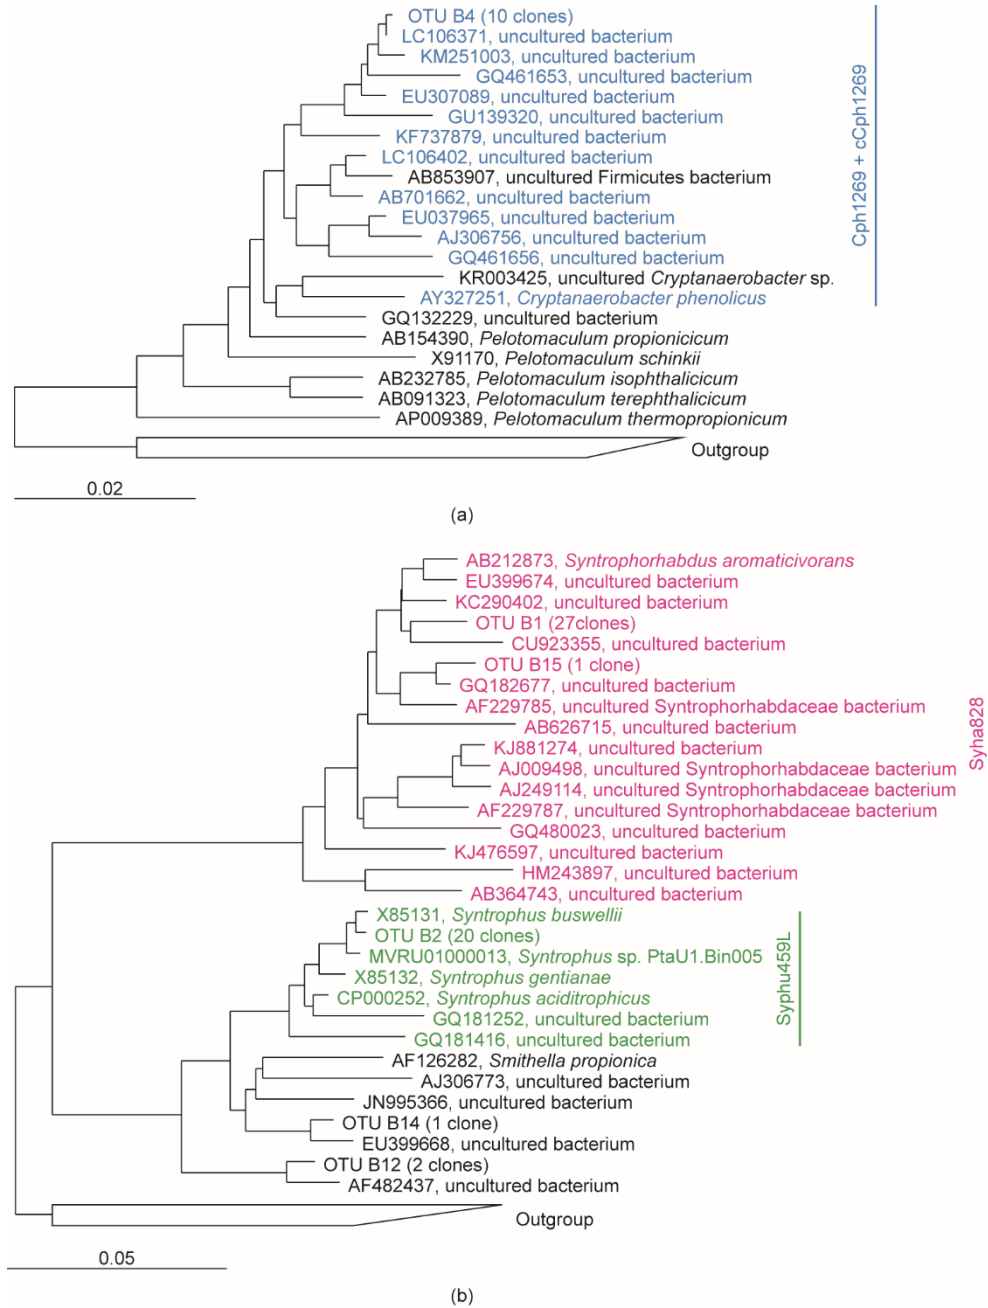 OTU B4 (10 clones)
LC106371, uncultured bacterium
KM251003, uncultured bacterium
GQ461653, uncultured bacterium
EU307089, uncultured bacterium
GU139320, uncultured bacterium
KF737879, uncultured bacterium
LC106402, uncultured bacterium
AB853907, uncultured Firmicutes bacterium
AB701662, uncultured bacterium
EU037965, uncultured bacterium
AJ306756, uncultured bacterium
GQ461656, uncultured bacterium
KR003425, uncultured Cryptanaerobacter sp.
AY327251, Cryptanaerobacter phenolicus
GQ132229, uncultured bacterium
AB154390, Pelotomaculum propionicicum
X91170, Pelotomaculum schinkii
AB232785, Pelotomaculum isophthalicicum
AB091323, Pelotomaculum terephthalicicum
AP009389, Pelotomaculum thermopropionicum
Outgroup
Cph1269 + cCph1269
0.02
(a)
AB212873, Syntrophorhabdus aromaticivorans
EU399674, uncultured bacterium
KC290402, uncultured bacterium
OTU B1 (27clones)
CU923355, uncultured bacterium
OTU B15 (1 clone)
GQ182677, uncultured bacterium
AF229785, uncultured Syntrophorhabdaceae bacterium
AB626715, uncultured bacterium
KJ881274, uncultured bacterium
AJ009498, uncultured Syntrophorhabdaceae bacterium
AJ249114, uncultured Syntrophorhabdaceae bacterium
AF229787, uncultured Syntrophorhabdaceae bacterium
GQ480023, uncultured bacterium
KJ476597, uncultured bacterium
HM243897, uncultured bacterium
AB364743, uncultured bacterium
Syha828
X85131, Syntrophus buswellii
OTU B2 (20 clones)
MVRU01000013, Syntrophus sp. PtaU1.Bin005
X85132, Syntrophus gentianae
CP000252, Syntrophus aciditrophicus
GQ181252, uncultured bacterium
GQ181416, uncultured bacterium
Syphu459L
AF126282, Smithella propionica
AJ306773, uncultured bacterium
JN995366, uncultured bacterium
OTU B14 (1 clone)
EU399668, uncultured bacterium
OTU B12 (2 clones)
AF482437, uncultured bacterium
Outgroup
0.05
(b)